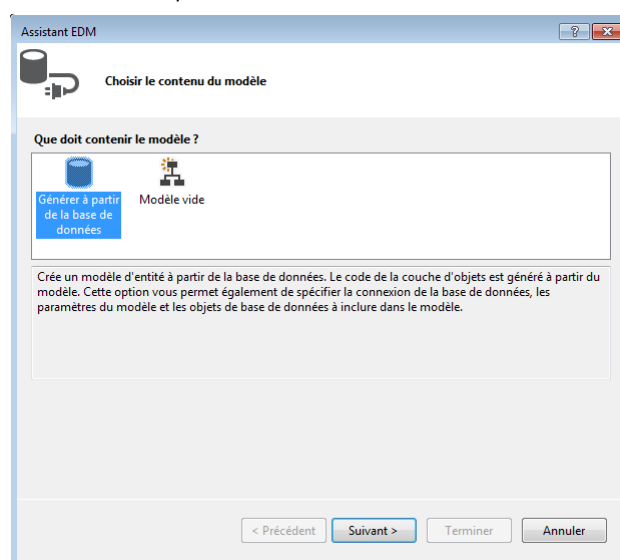 Assistant EDM
Choisir le contenu du modèle
Que doit contenir le modèle ?
Générer à partir
de la base de
données
Modèle vide
Crée un modèle d'entité à partir de la base de données. Le code de la couche d'objets est généré à partir du
modèle. Cette option vous permet également de spécifier la connexion de la base de données, les
paramètres du modèle et les objets de base de données à inclure dans le modèle.
< Précédent
Suivant >
Terminer
Annuler